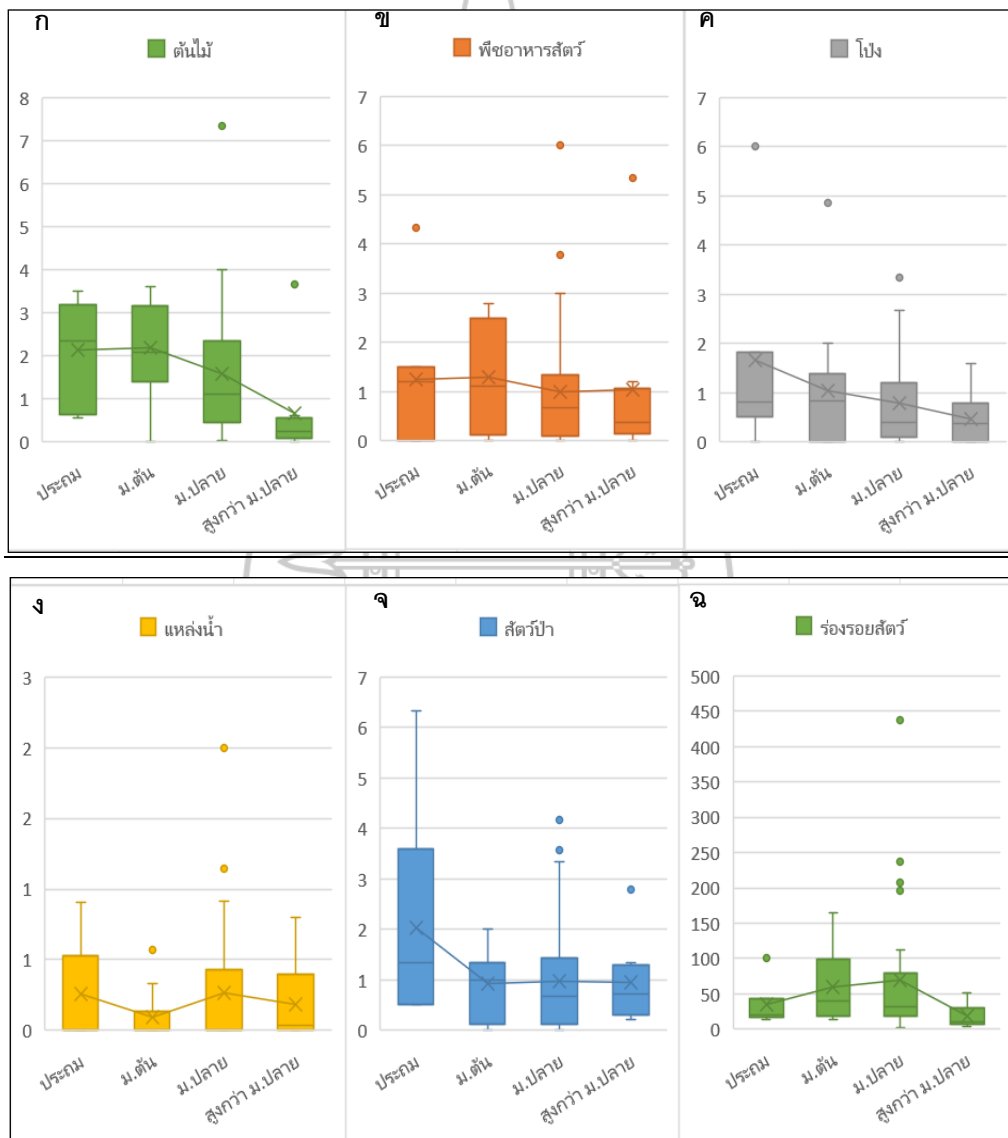 ก
ต้นไม้
8
7
6
5
4
3
2
1
0
ประถม
ม.ต้น
ม.ปลาย
สูงกว่า ม.ปลาย
ข
พืชอาหารสัตว์
7
6
5
4
3
2
1
0
ประถม
ม.ต้น
ม.ปลาย
สูงกว่า ม.ปลาย
ค
โป่ง
7
6
5
4
3
2
1
0
ประถม
ม.ต้น
ม.ปลาย
สูงกว่า ม.ปลาย
ง
แหล่งน้ำ
3
2
2
1
1
0
ประถม
ม.ต้น
ม.ปลาย
สูงกว่า ม.ปลาย
จ
สัตว์ป่า
7
6
5
4
3
2
1
0
ประถม
ม.ต้น
ม.ปลาย
สูงกว่า ม.ปลาย
ฉ
ร่องรอยสัตว์
500
450
400
350
300
250
200
150
100
50
0
ประถม
ม.ต้น
ม.ปลาย
สูงกว่า ม.ปลาย